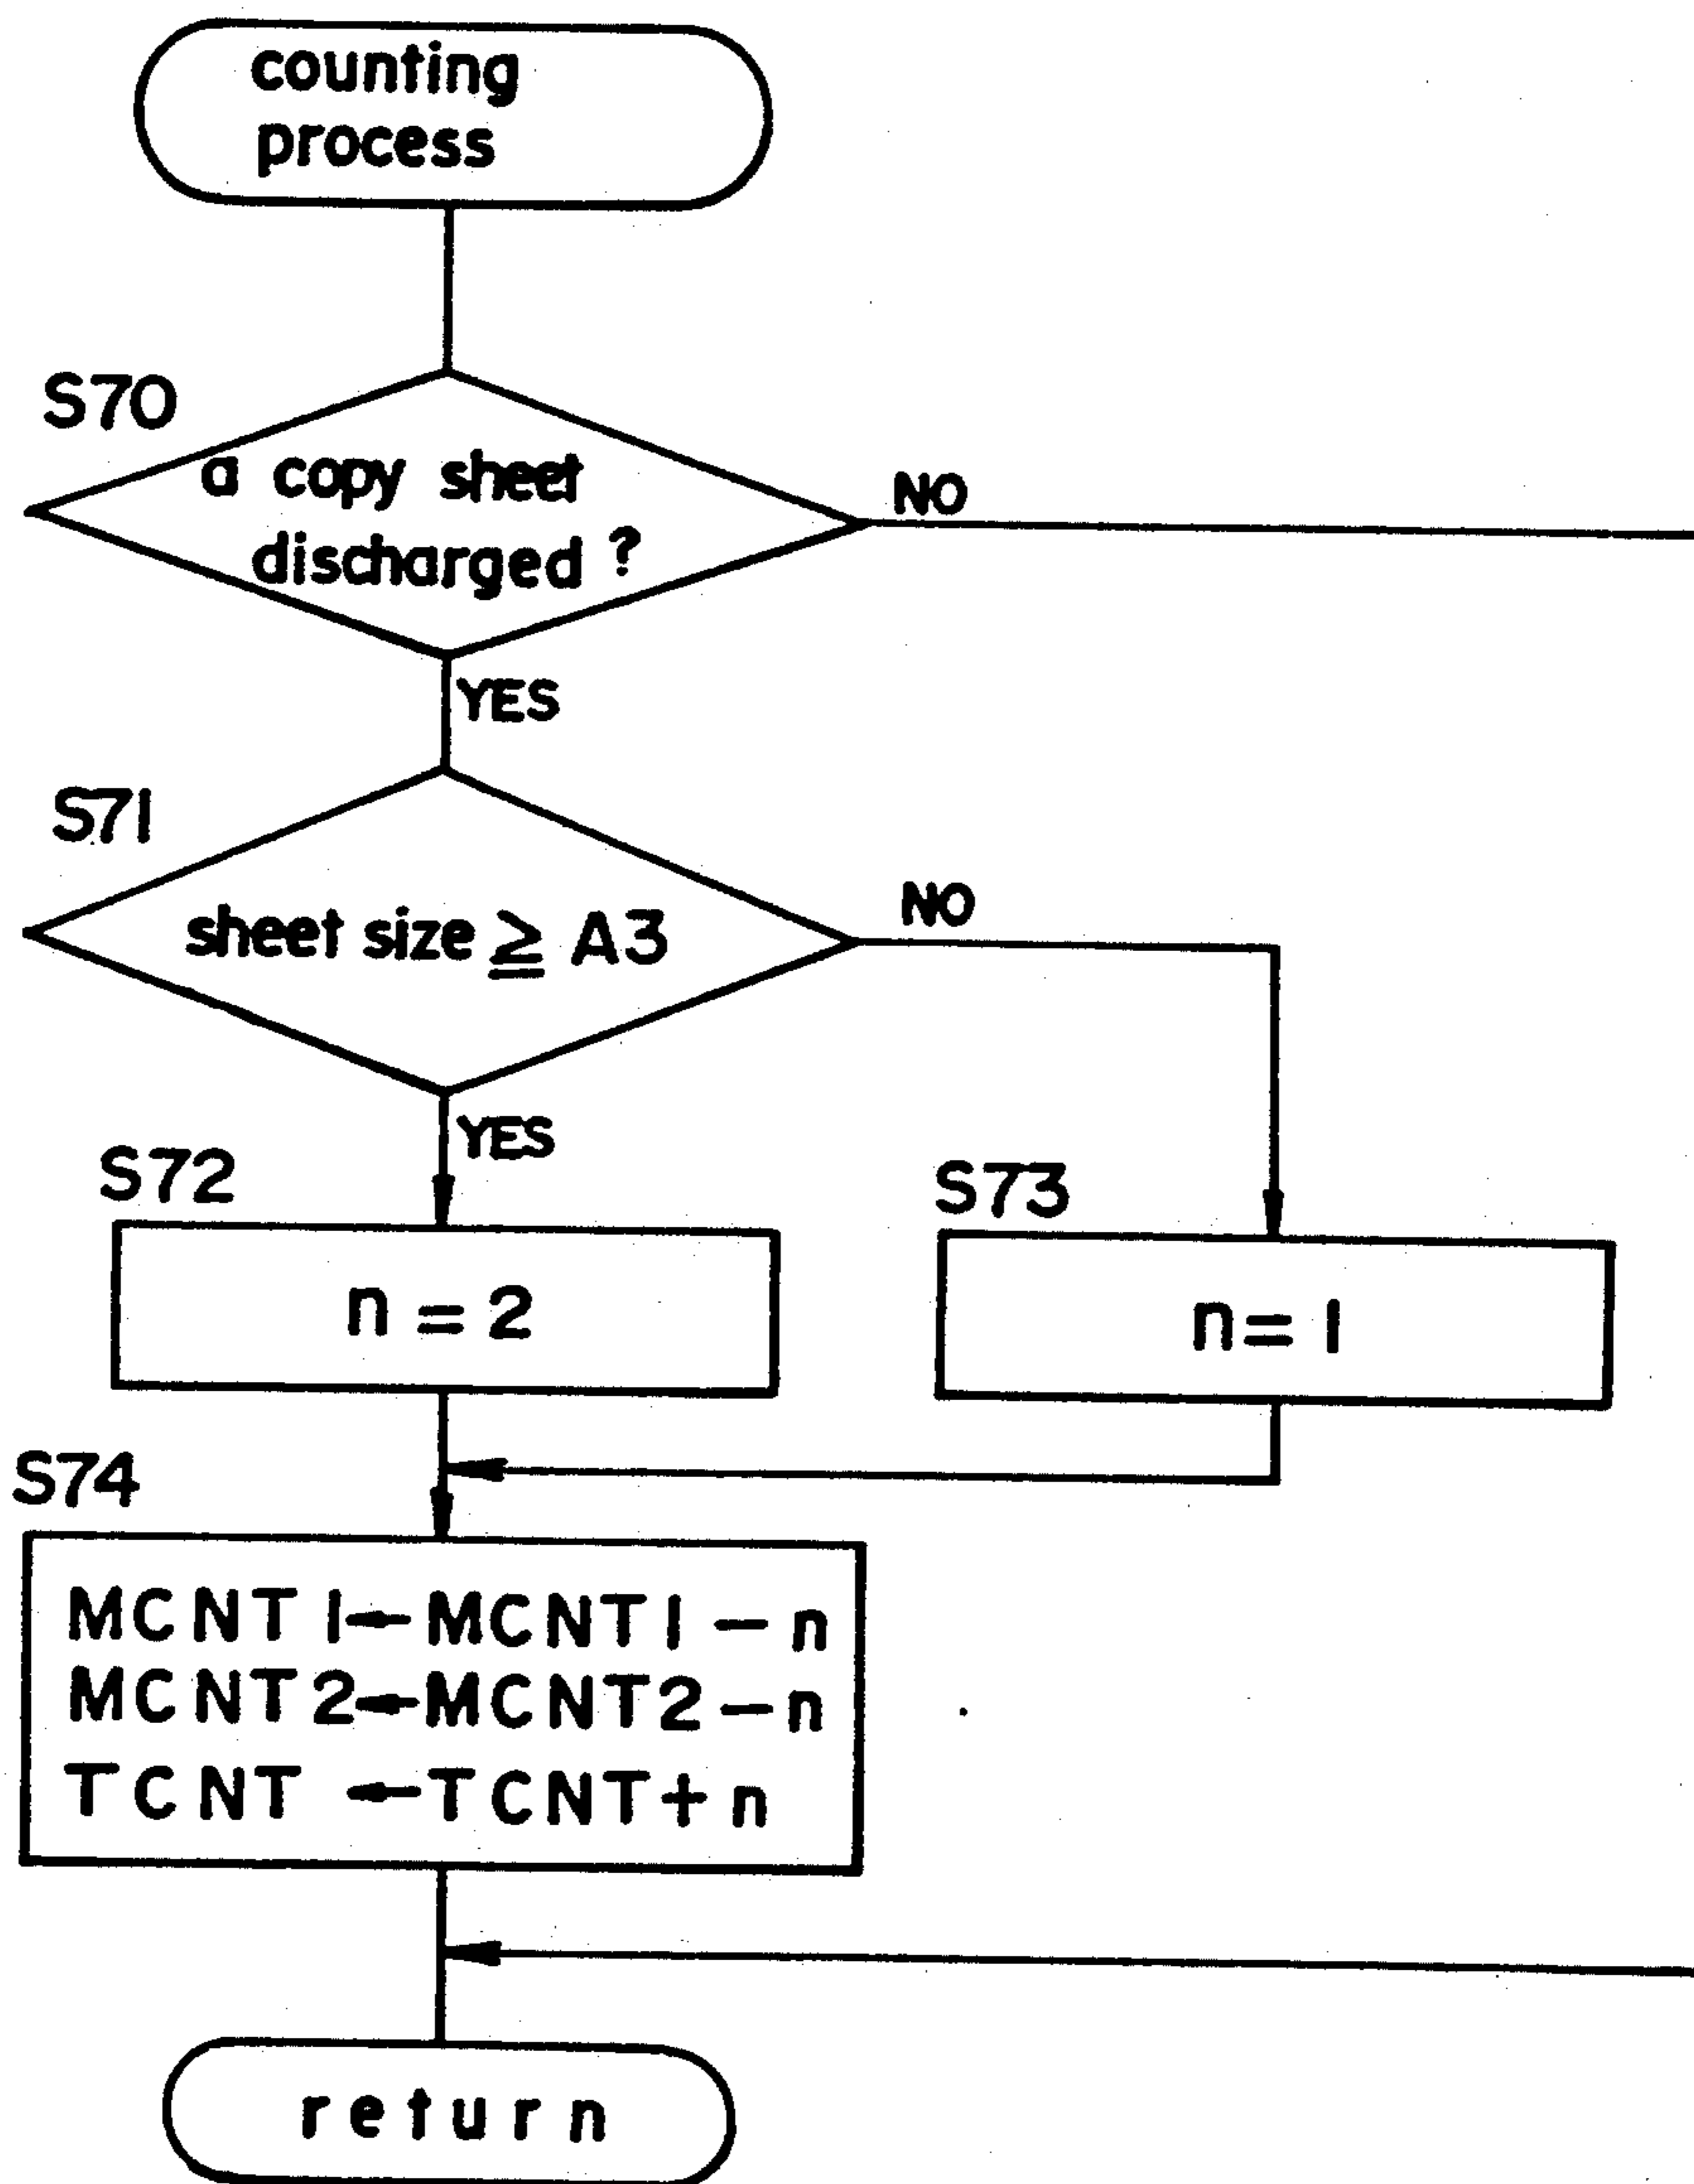 counting
process
S70
a copy sheet
discharged ?
NO
YES
S71
sheet size ≧ A3
NO
YES
S72
S73
n = 2
n = 1
S74
MCNT1←MCNT1-n
MCNT2←MCNT2-n
TCNT ←TCNT+n
return